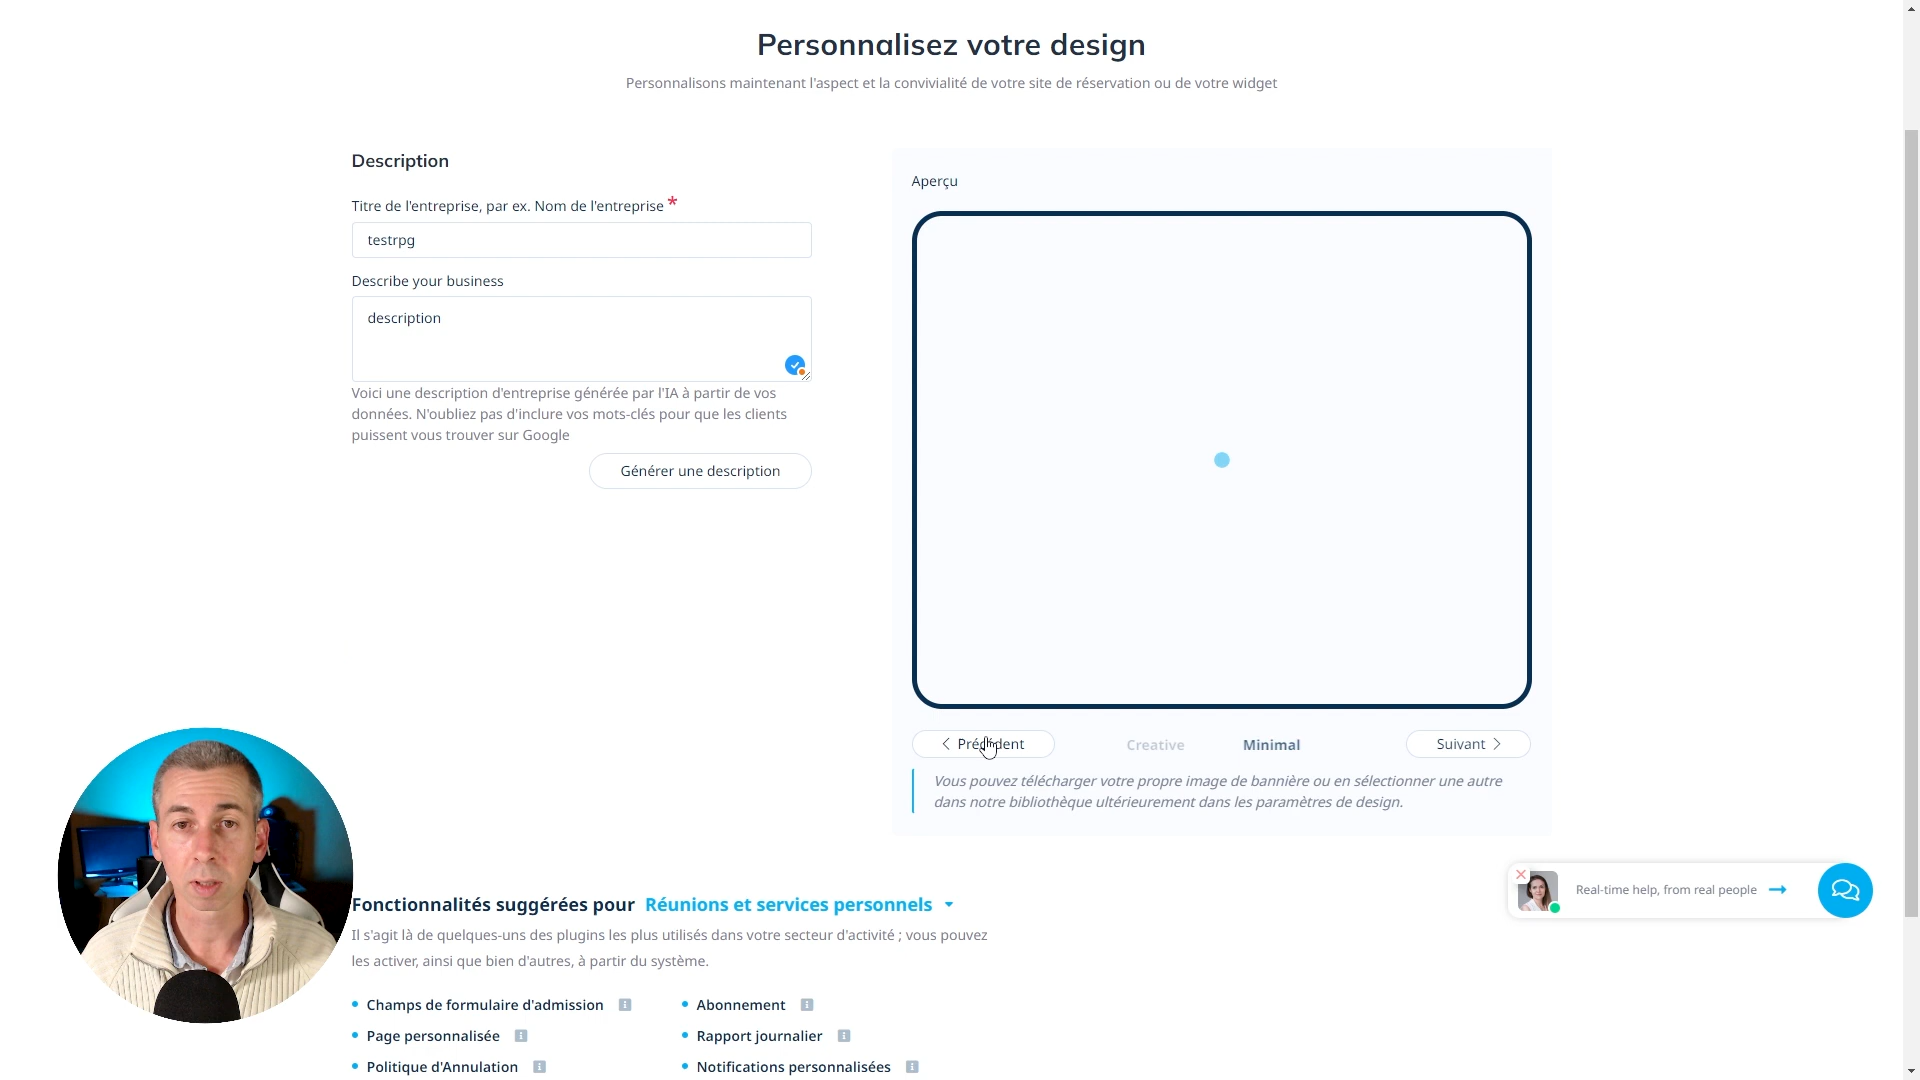 Personnalisez votre design
Personnalisons maintenant l'aspect et la convivialité de votre site de réservation ou de votre widget
Description
Titre de l'entreprise, par ex. Nom de l'entreprise *
testrpg
Describe your business
description
Voici une description d'entreprise générée par l'IA à partir de vos
données. N'oubliez pas d'inclure vos mots-clés pour que les clients
puissent vous trouver sur Google
Générer une description
Aperçu
Précédent
Creative
Minimal
Suivant
Vous pouvez télécharger votre propre image de bannière ou en sélectionner une autre
dans notre bibliothèque ultérieurement dans les paramètres de design.
Real-time help, from real people
Fonctionnalités suggérées pour Réunions et services personnels
Il s'agit là de quelques-uns des plugins les plus utilisés dans votre secteur d'activité ; vous pouvez
les activer, ainsi que bien d'autres, à partir du système.
Champs de formulaire d'admission
Abonnement
Page personnalisée
Rapport journalier
Politique d'Annulation
Notifications personnalisées